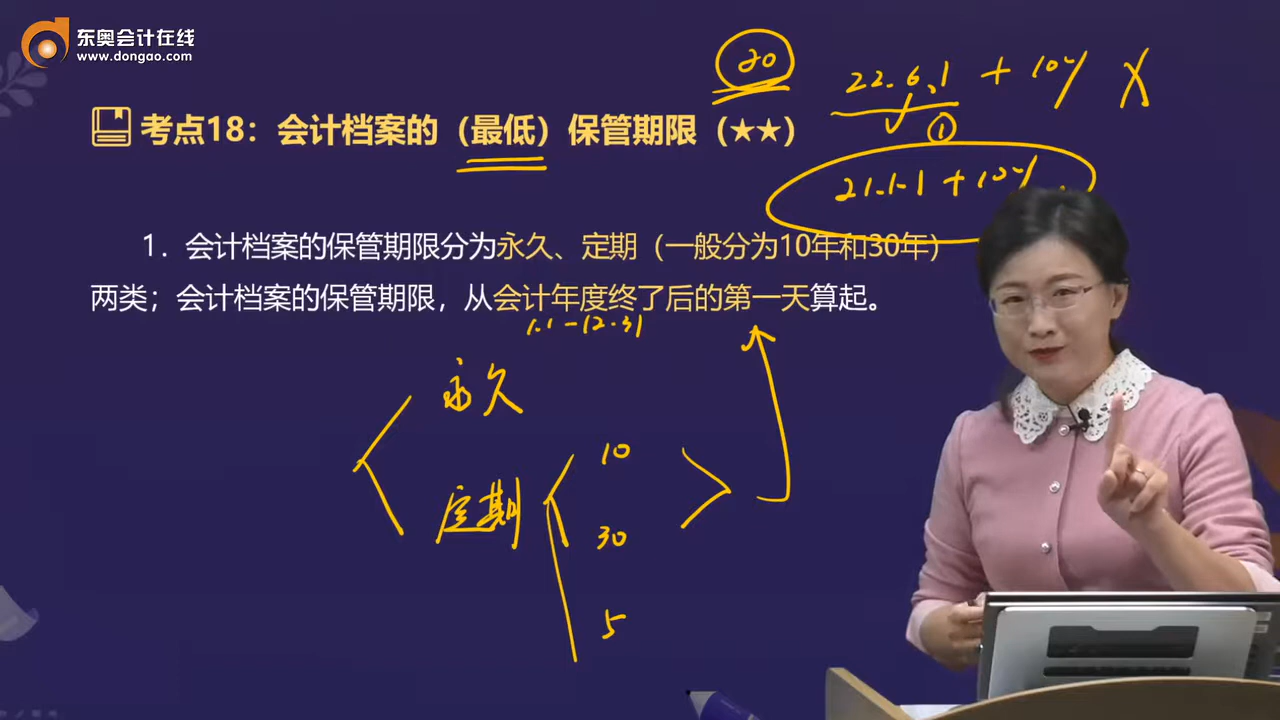 东奥会计在线
www.dongao.com
20
22.6.1 + 10y X
①
考点18：会计档案的（最低）保管期限（★★）
21.1.1 + 10y
1．会计档案的保管期限分为永久、定期（一般分为10年和30年）
两类；会计档案的保管期限，从会计年度终了后的第一天算起。
1.1-12.31
永久
10
定期
30
5